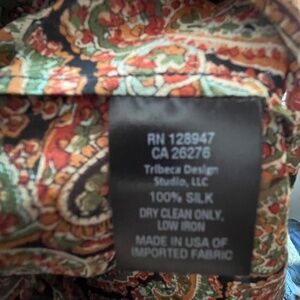 RN 128947
CA 26276
Tribeca Design
Studio, LLC
100% SILK
DRY CLEAN ONLY,
LOW IRON
MADE IN USA OF
IMPORTED FABRIC